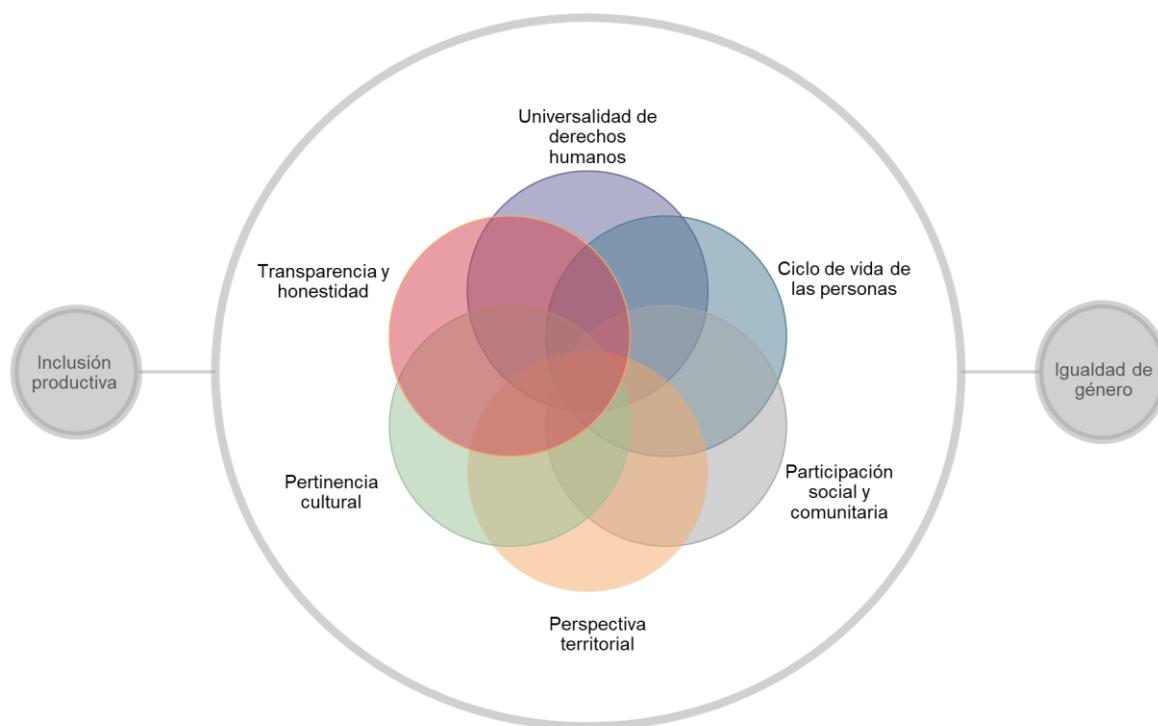 Universalidad de
derechos
humanos
Transparencia y
honestidad
Ciclo de vida de
las personas
Inclusión
productiva
Igualdad de
género
Pertinencia
cultural
Participación
social y
comunitaria
Perspectiva
territorial